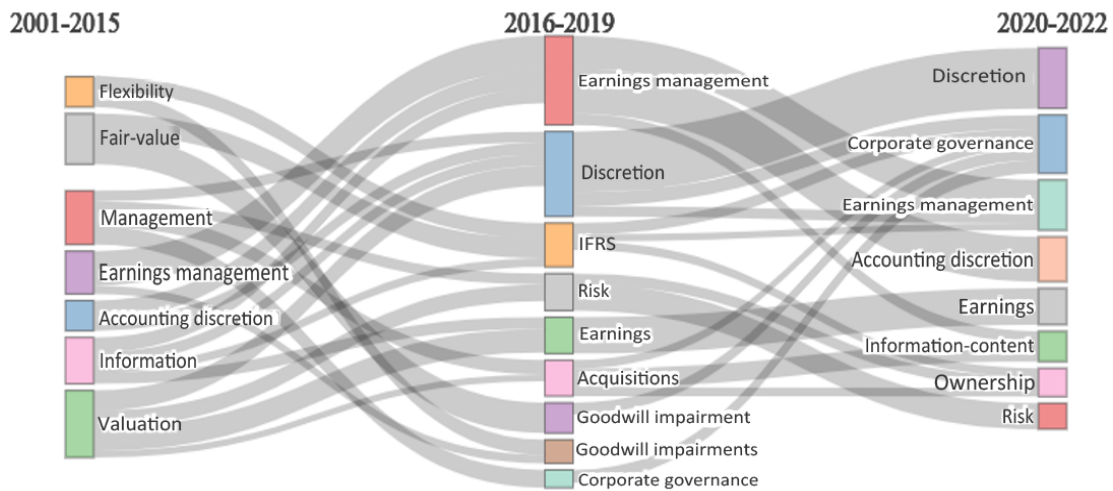 2001-2015
2016-2019
2020-2022
Flexibility
Fair-value
Management
Earnings management
Accounting discretion
Information
Valuation
Earnings management
Discretion
IFRS
Risk
Earnings
Acquisitions
Goodwill impairment
Goodwill impairments
Corporate governance
Discretion
Corporate governance
Earnings management
Accounting discretion
Earnings
Information-content
Ownership
Risk